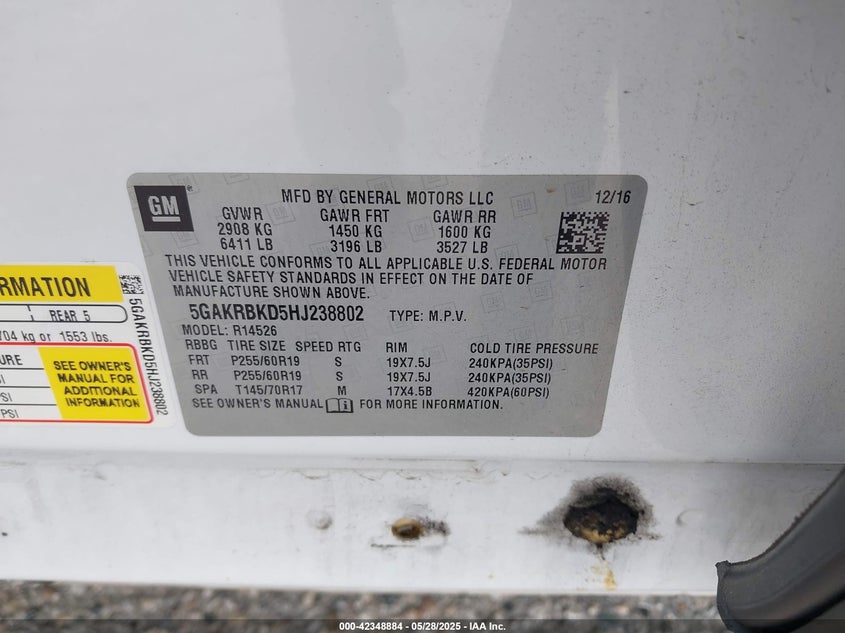 GM
MFD BY GENERAL MOTORS LLC 12/16
GVWR GAWR FRT GAWR RR
2908 KG 1450 KG 1600 KG
6411 LB 3196 LB 3527 LB
THIS VEHICLE CONFORMS TO ALL APPLICABLE U.S. FEDERAL MOTOR
VEHICLE SAFETY STANDARDS IN EFFECT ON THE DATE OF
MANUFACTURE SHOWN ABOVE.
5GAKRBKD5HJ238802 TYPE: M.P.V.
MODEL: R14526
RBBG TIRE SIZE SPEED RTG RIM COLD TIRE PRESSURE
FRT P255/60R19 S 19X7.5J 240KPA(35PSI)
RR P255/60R19 S 19X7.5J 240KPA(35PSI)
SPA T145/70R17 M 17X4.5B 420KPA(60PSI)
SEE OWNER'S MANUAL FOR MORE INFORMATION.
REAR 5
kg or 1553 lbs.
SEE OWNER'S
MANUAL FOR
ADDITIONAL
INFORMATION
PSI
5GAKRBKD5HJ238802
000-42348884 | 05/28/2025 - IAA Inc.